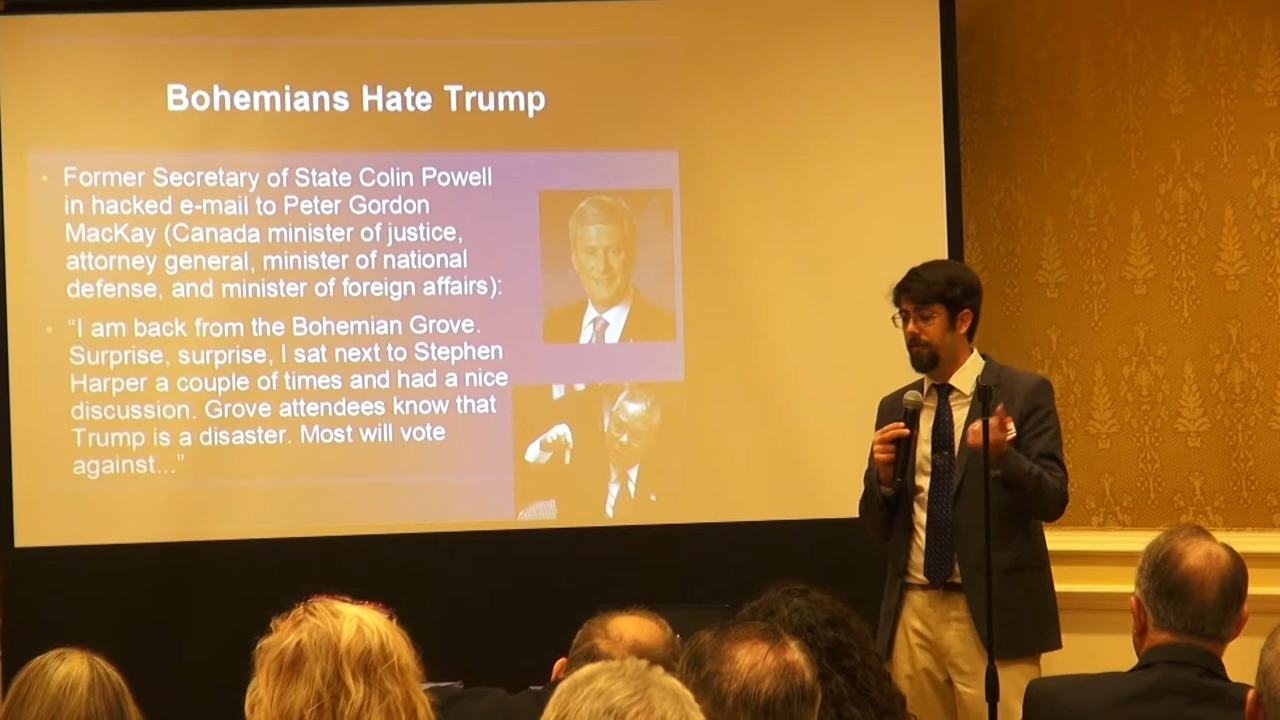 Bohemians Hate Trump
Former Secretary of State Colin Powell
in hacked e-mail to Peter Gordon
MacKay (Canada minister of justice,
attorney general, minister of national
defense, and minister of foreign affairs):
“I am back from the Bohemian Grove.
Surprise, surprise, I sat next to Stephen
Harper a couple of times and had a nice
discussion. Grove attendees know that
Trump is a disaster. Most will vote
against...”